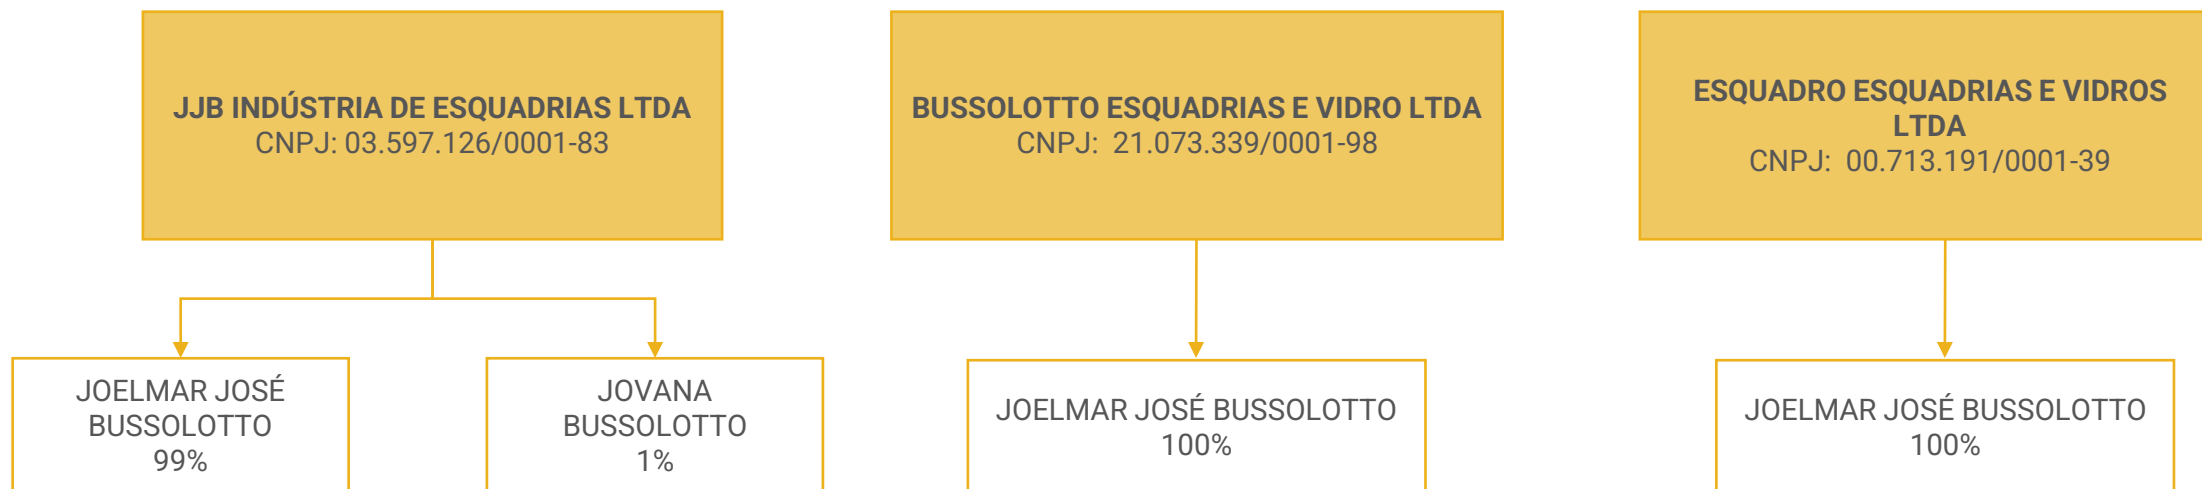 JJB INDÚSTRIA DE ESQUADRIAS LTDA
CNPJ: 03.597.126/0001-83
BUSSOLOTTO ESQUADRIAS E VIDRO LTDA
CNPJ: 21.073.339/0001-98
ESQUADRO ESQUADRIAS E VIDROS
LTDA
CNPJ: 00.713.191/0001-39
JOELMAR JOSÉ
BUSSOLOTTO
99%
JOVANA
BUSSOLOTTO
1%
JOELMAR JOSÉ BUSSOLOTTO
100%
JOELMAR JOSÉ BUSSOLOTTO
100%